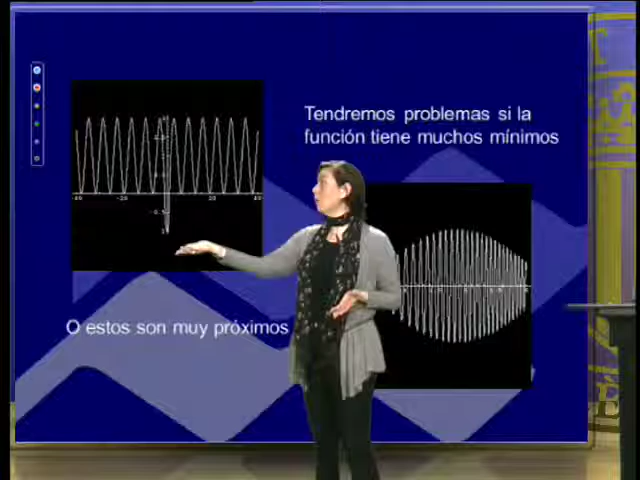 Tendremos problemas si la
función tiene muchos mínimos
O estos son muy próximos